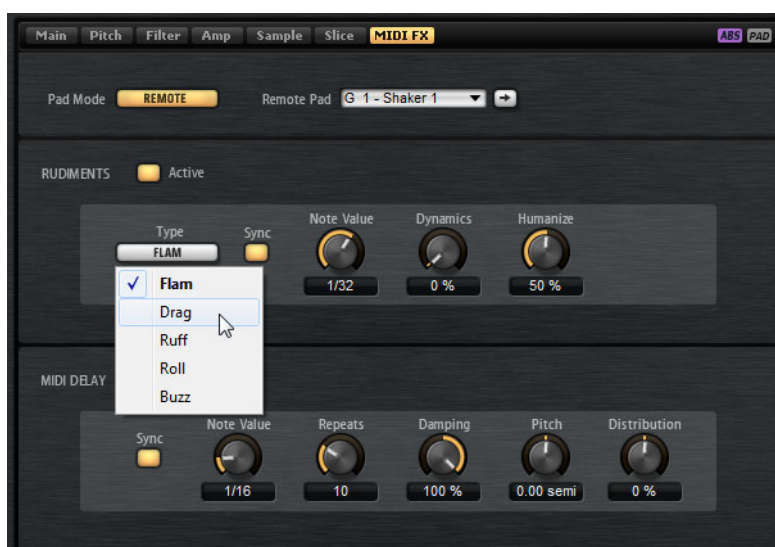 Main Pitch Filter Amp Sample Slice MIDI FX ABS PAD
Pad Mode REMOTE Remote Pad G 1 - Shaker 1
RUDIMENTS Active
Type Sync Note Value Dynamics Humanize
FLAM
1/32 0 % 50 %
Flam
Drag
Ruff
Roll
Buzz
MIDI DELAY
Sync Note Value Repeats Damping Pitch Distribution
1/16 10 100 % 0.00 semi 0 %